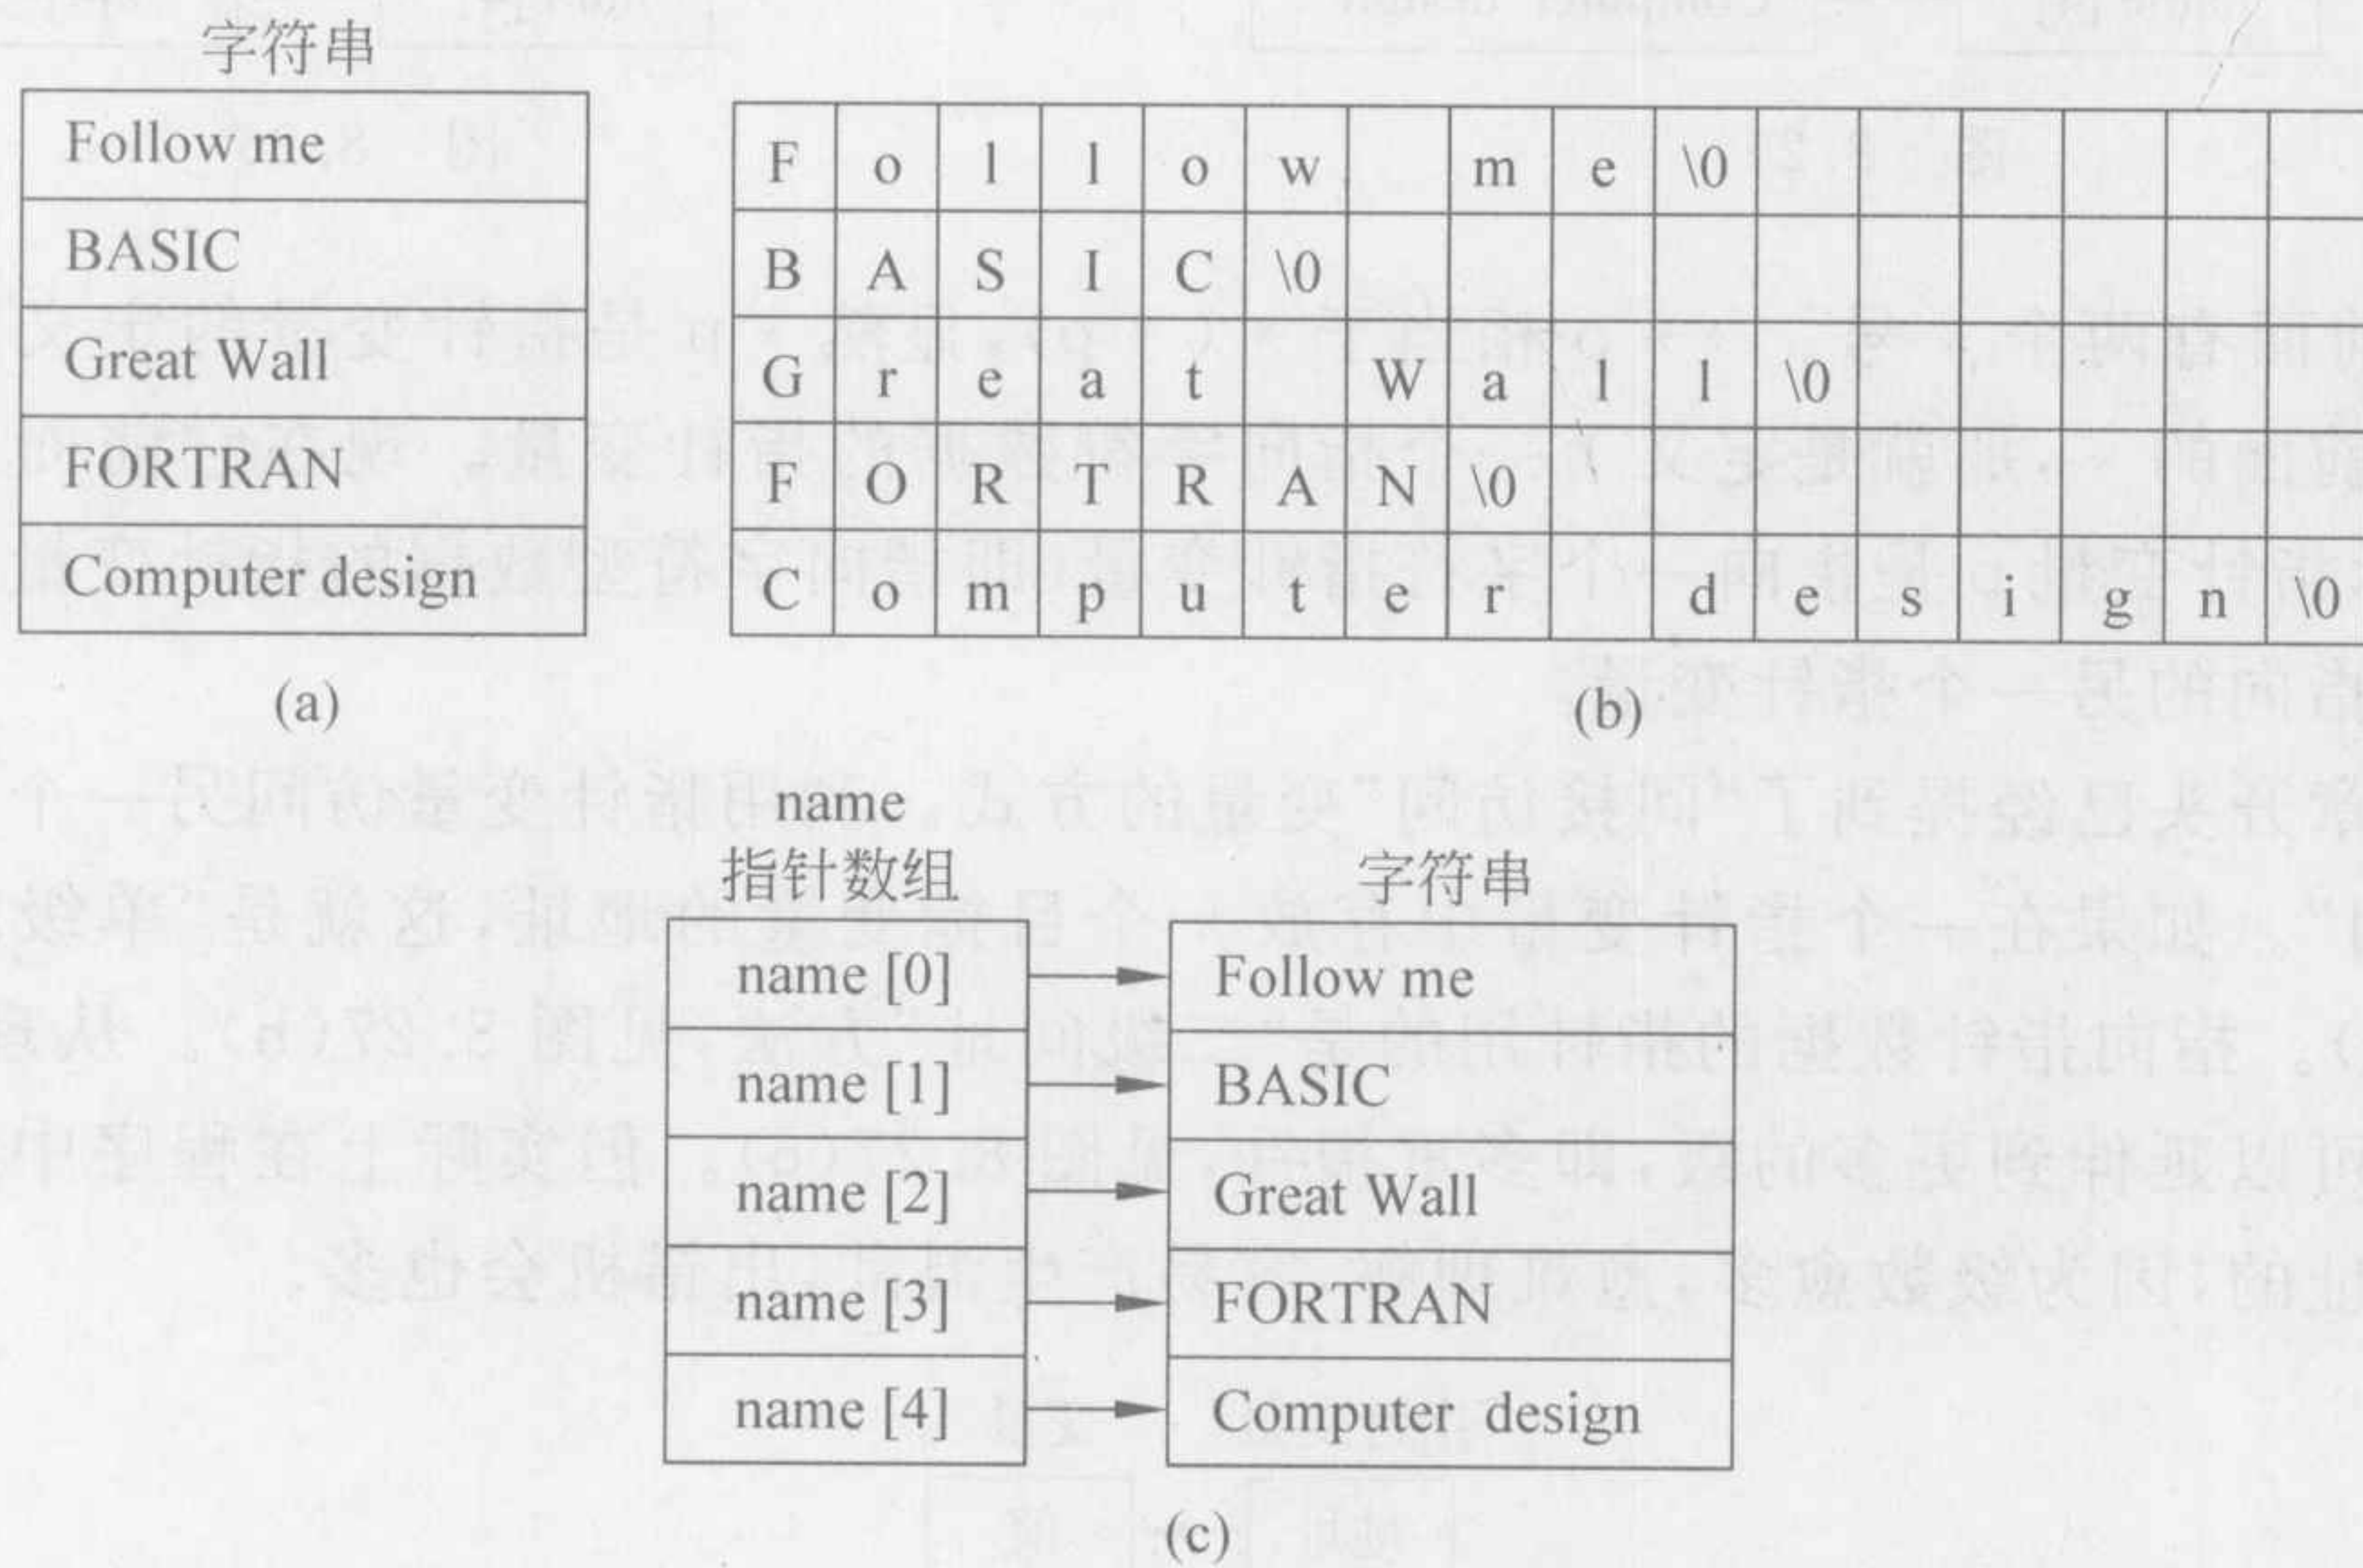 字符串
Follow me
BASIC
Great Wall
FORTRAN
Computer design
(a)
F o l l o w m e \0
B A S I C \0
G r e a t W a l l \0
F O R T R A N \0
C o m p u t e r d e s i g n \0
(b)
name
指针数组
name [0]
name [1]
name [2]
name [3]
name [4]
字符串
Follow me
BASIC
Great Wall
FORTRAN
Computer design
(c)